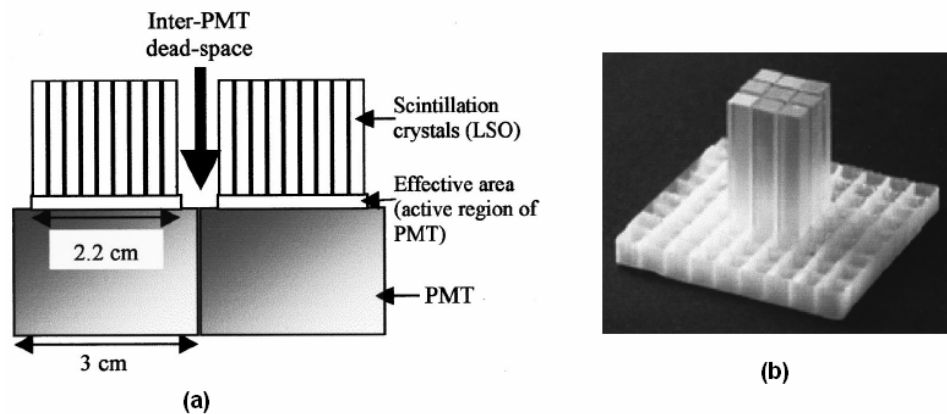 Inter-PMT
dead-space
Scintillation
crystals (LSO)
Effective area
(active region of
PMT)
2.2 cm
PMT
3 cm
(a)
(b)